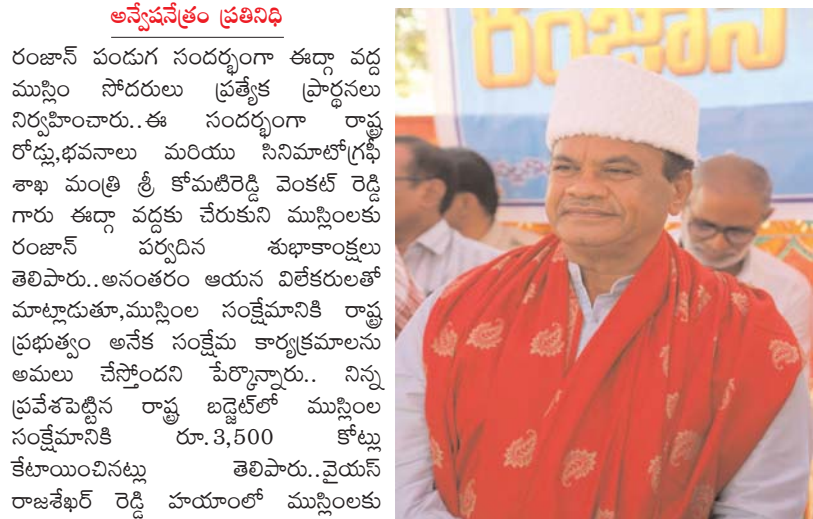 అన్వేషనేత్రం ప్రతినిధి
రంజాన్ పండుగ సందర్భంగా ఈద్గా వద్ద
ముస్లిం సోదరులు ప్రత్యేక ప్రార్థనలు
నిర్వహించారు..ఈ సందర్భంగా రాష్ట్ర
రోడ్లు,భవనాలు మరియు సినిమాటోగ్రఫీ
శాఖ మంత్రి శ్రీ కోమటిరెడ్డి వెంకట్ రెడ్డి
గారు ఈద్గా వద్దకు చేరుకుని ముస్లింలకు
రంజాన్ పర్వదిన శుభాకాంక్షలు
తెలిపారు..అనంతరం ఆయన విలేకరులతో
మాట్లాడుతూ,ముస్లింల సంక్షేమానికి రాష్ట్ర
ప్రభుత్వం అనేక సంక్షేమ కార్యక్రమాలను
అమలు చేస్తోందని పేర్కొన్నారు.. నిన్న
ప్రవేశపెట్టిన రాష్ట్ర బడ్జెట్‌లో ముస్లింల
సంక్షేమానికి రూ.3,500 కోట్లు
కేటాయించినట్లు తెలిపారు..వైయస్
రాజశేఖర్ రెడ్డి హయాంలో ముస్లింలకు
రంజాన్